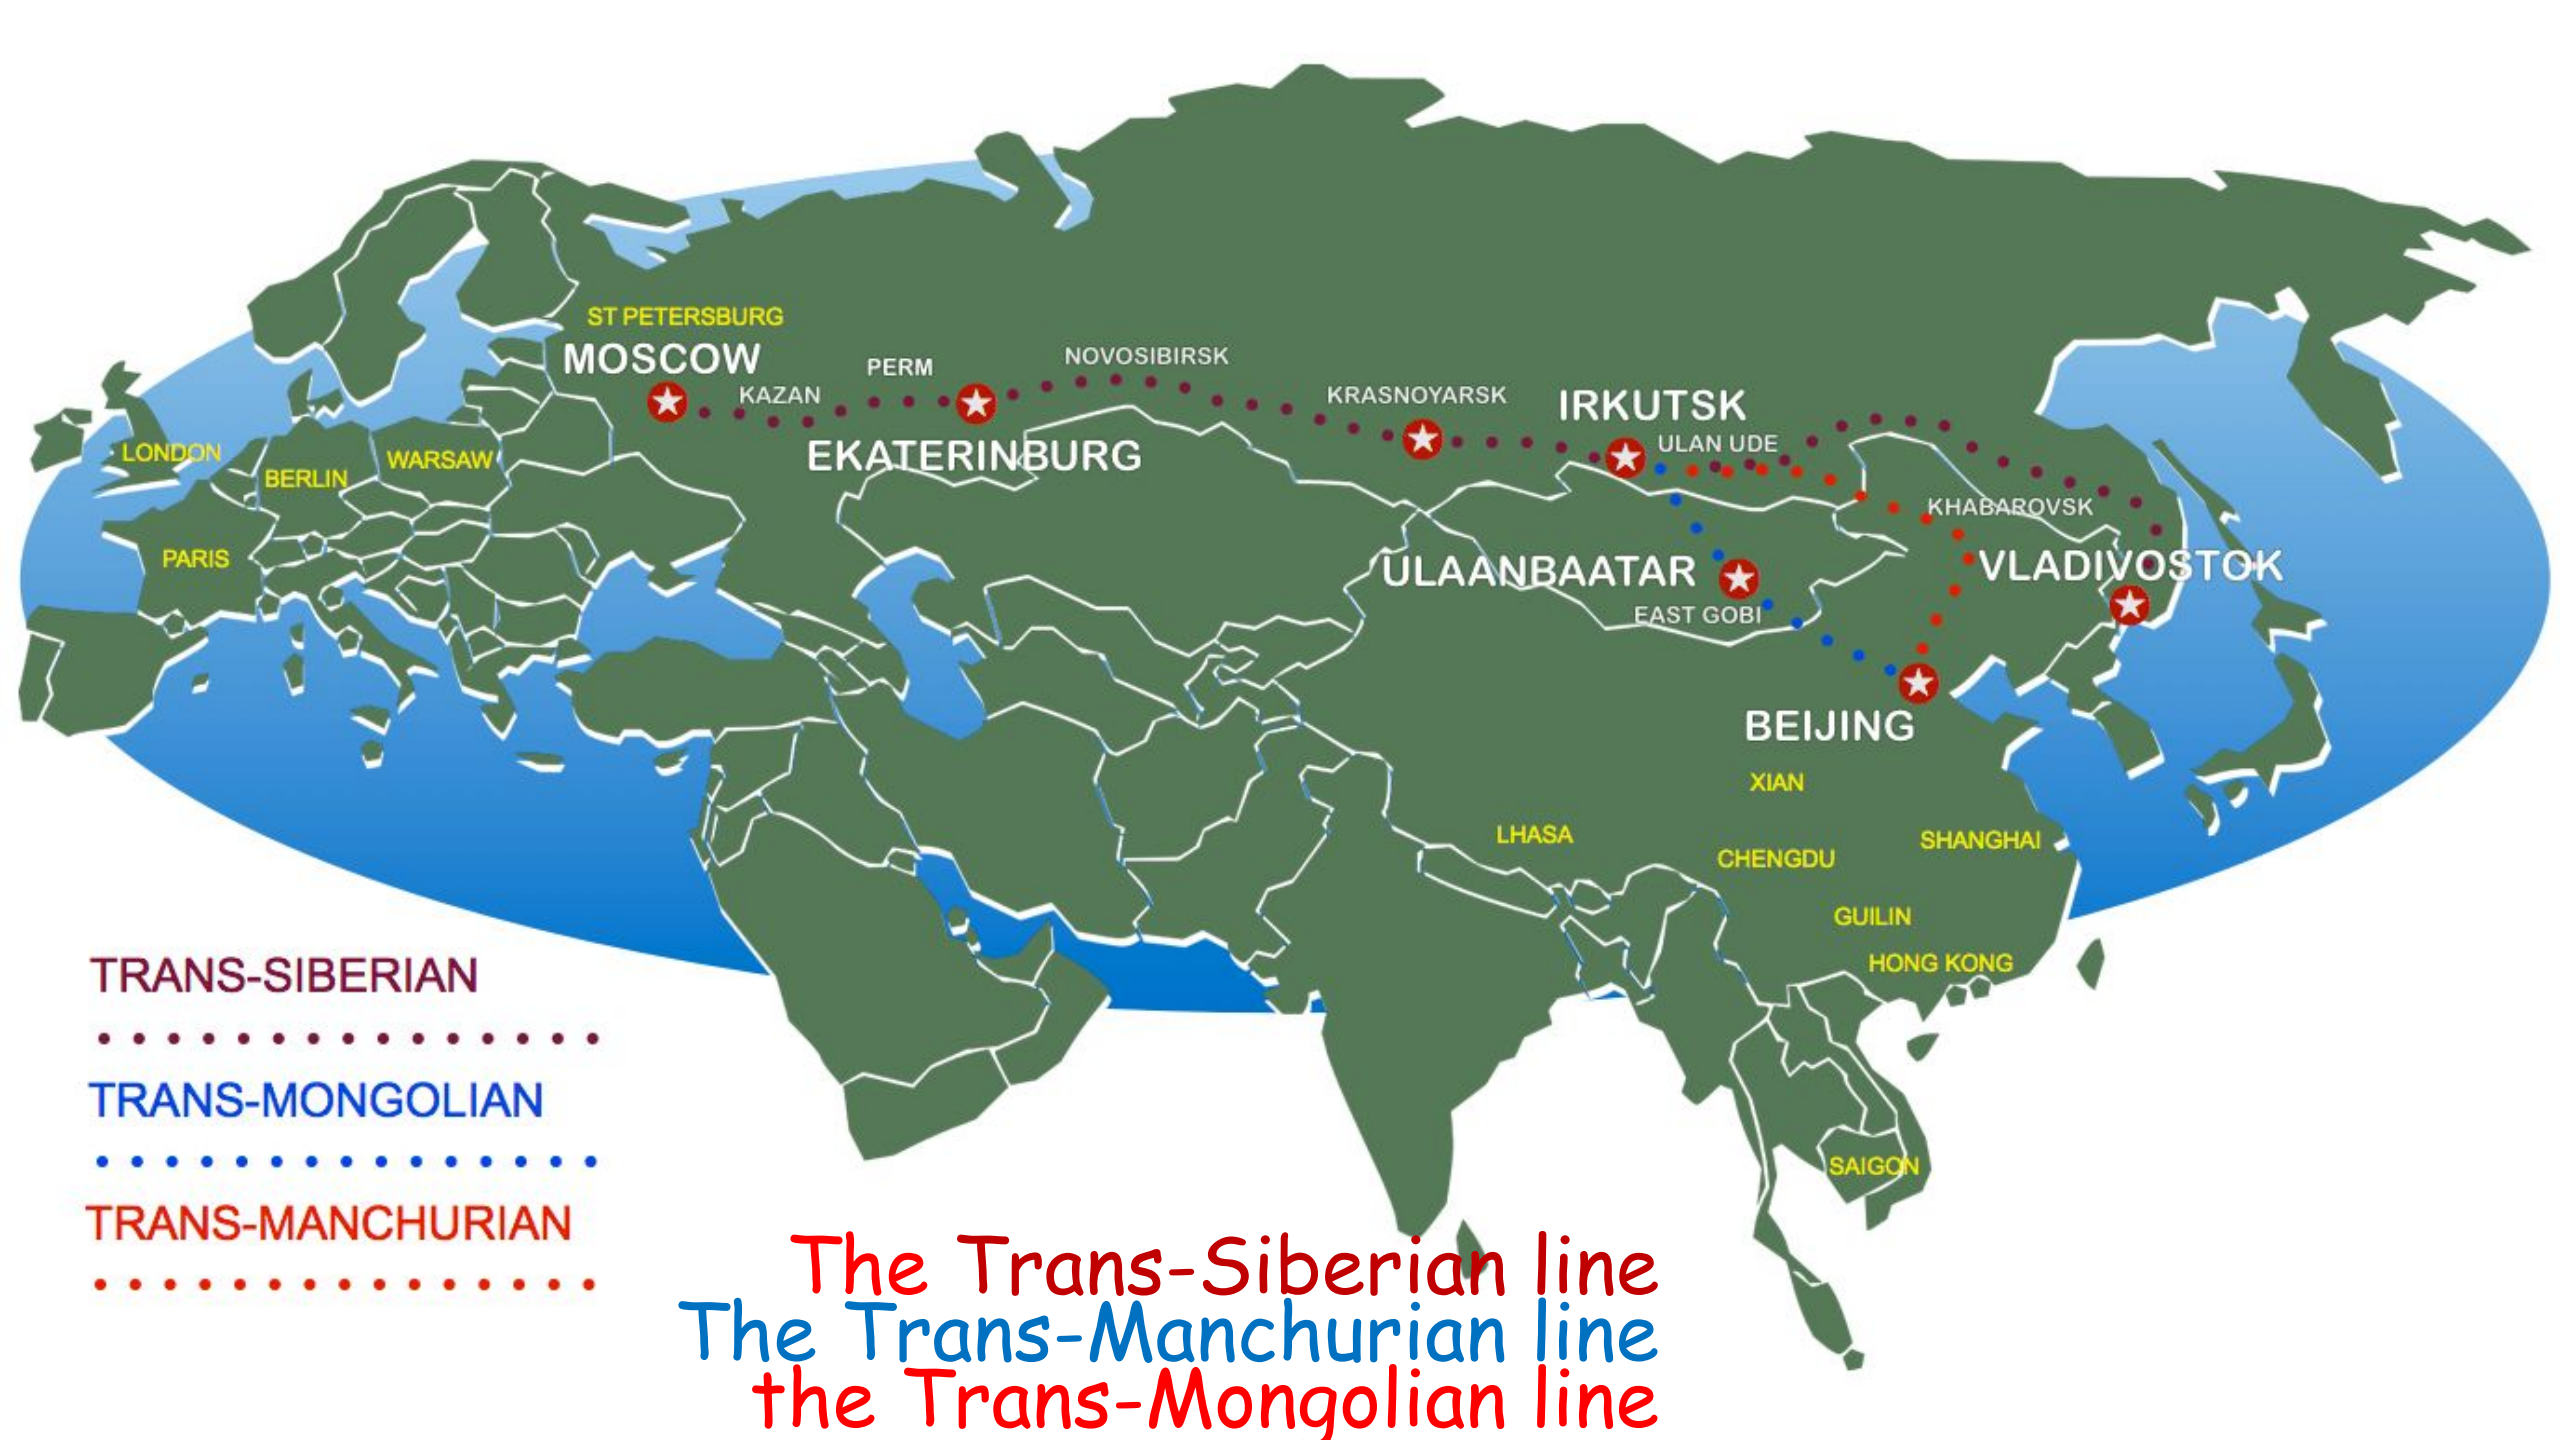 ST PETERSBURG
MOSCOW
KAZAN
PERM
EKATERINBURG
NOVOSIBIRSK
KRASNOYARSK
IRKUTSK
ULAN UDE
KHABAROVSK
VLADIVOSTOK
ULAANBAATAR
EAST GOBI
BEIJING
LONDON
BERLIN
WARSAW
PARIS
XIAN
LHASA
CHENGDU
SHANGHAI
GUILIN
HONG KONG
SAIGON
TRANS-SIBERIAN
TRANS-MONGOLIAN
TRANS-MANCHURIAN
The Trans-Siberian line
The Trans-Manchurian line
the Trans-Mongolian line